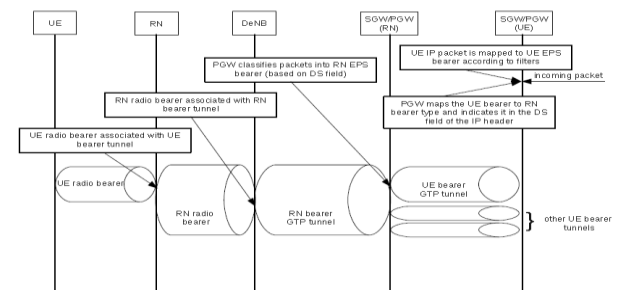 UE
RN
DeNB
SGW/PGW
(RN)
SGW/PGW
(UE)
UE IP packet is mapped to UE EPS
bearer according to filters
PGW classifies packets into RN EPS
bearer (based on DS field)
incoming packet
RN radio bearer associated with RN
bearer tunnel
PGW maps the UE bearer to RN
bearer type and indicates it in the DS
field of the IP header
UE radio bearer associated with UE
bearer tunnel
UE radio bearer
UE bearer
GTP tunnel
RN radio
bearer
RN bearer
GTP tunnel
other UE bearer
tunnels